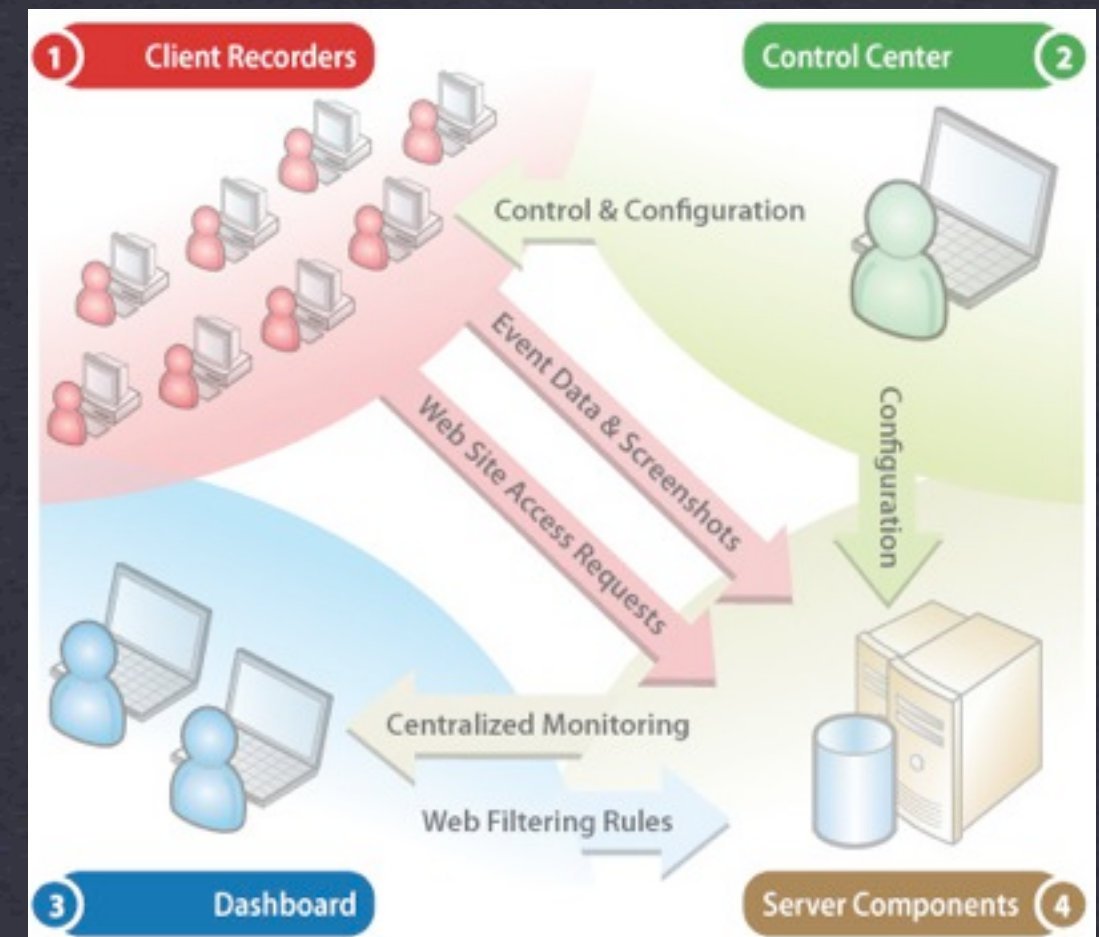 1 Client Recorders
Control Center 2
Control & Configuration
Event Data & Screenshots
Web Site Access Requests
Configuration
Centralized Monitoring
Web Filtering Rules
3 Dashboard
Server Components 4